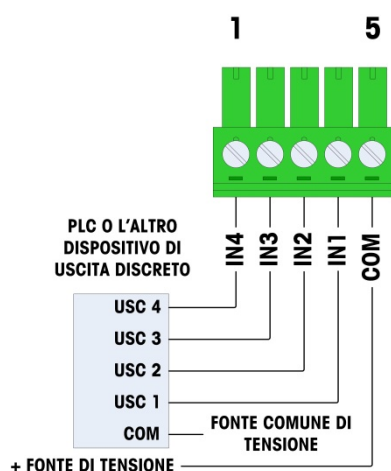 1 5
IN4 IN3 IN2 IN1 COM
PLC O L'ALTRO
DISPOSITIVO DI
USCITA DISCRETO
USC 4
USC 3
USC 2
USC 1
COM
FONTE COMUNE DI
TENSIONE
+ FONTE DI TENSIONE